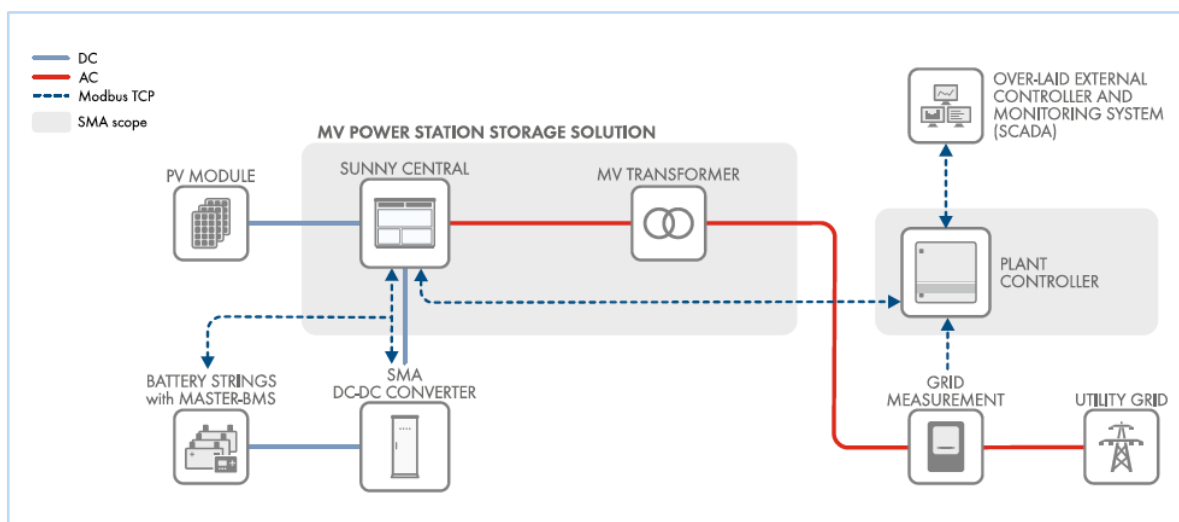 DC
AC
Modbus TCP
SMA scope
MV POWER STATION STORAGE SOLUTION
SUNNY CENTRAL
PV MODULE
MV TRANSFORMER
OVER-LAID EXTERNAL
CONTROLLER AND
MONITORING SYSTEM
(SCADA)
PLANT
CONTROLLER
BATTERY STRINGS
with MASTER-BMS
SMA
DC-DC CONVERTER
GRID
MEASUREMENT
UTILITY GRID